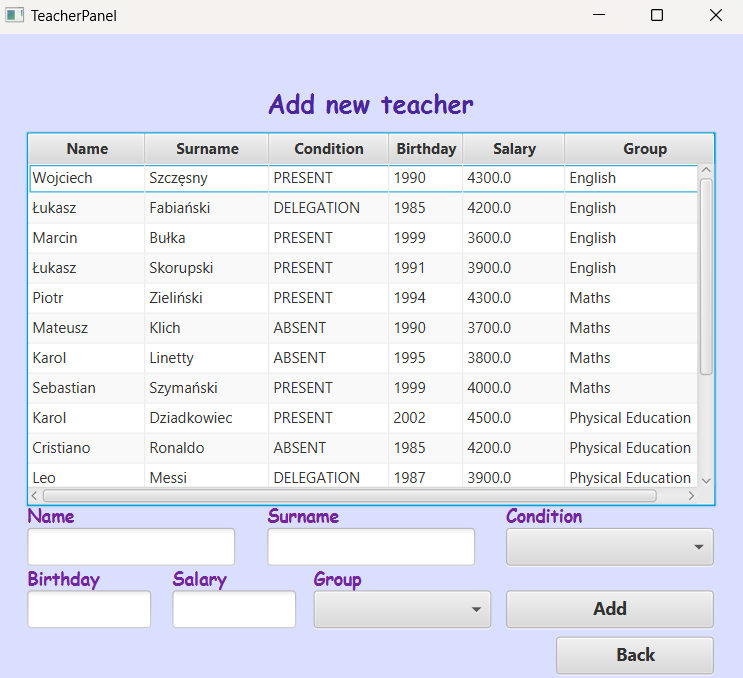 TeacherPanel
Add new teacher
Name Surname Condition Birthday Salary Group
Wojciech Szczęsny PRESENT 1990 4300.0 English
Łukasz Fabiański DELEGATION 1985 4200.0 English
Marcin Bułka PRESENT 1999 3600.0 English
Łukasz Skorupski PRESENT 1991 3900.0 English
Piotr Zieliński PRESENT 1994 4300.0 Maths
Mateusz Klich ABSENT 1990 3700.0 Maths
Karol Linetty ABSENT 1995 3800.0 Maths
Sebastian Szymański PRESENT 1999 4000.0 Maths
Karol Dziadkowiec PRESENT 2002 4500.0 Physical Education
Cristiano Ronaldo ABSENT 1985 4200.0 Physical Education
Leo Messi DELEGATION 1987 3900.0 Physical Education
Name Surname Condition
Birthday Salary Group
Add
Back